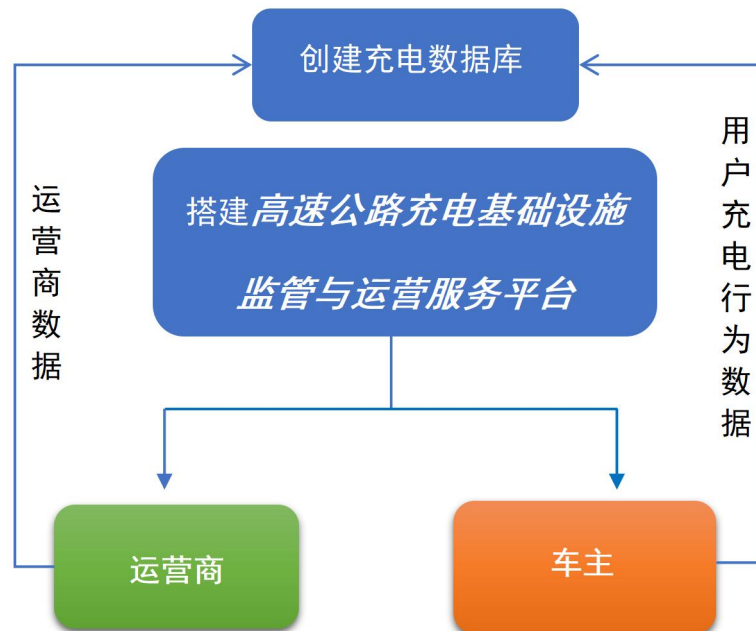 创建充电数据库
搭建高速公路充电基础设施
监管与运营服务平台
运营商数据
用户充电行为数据
运营商
车主